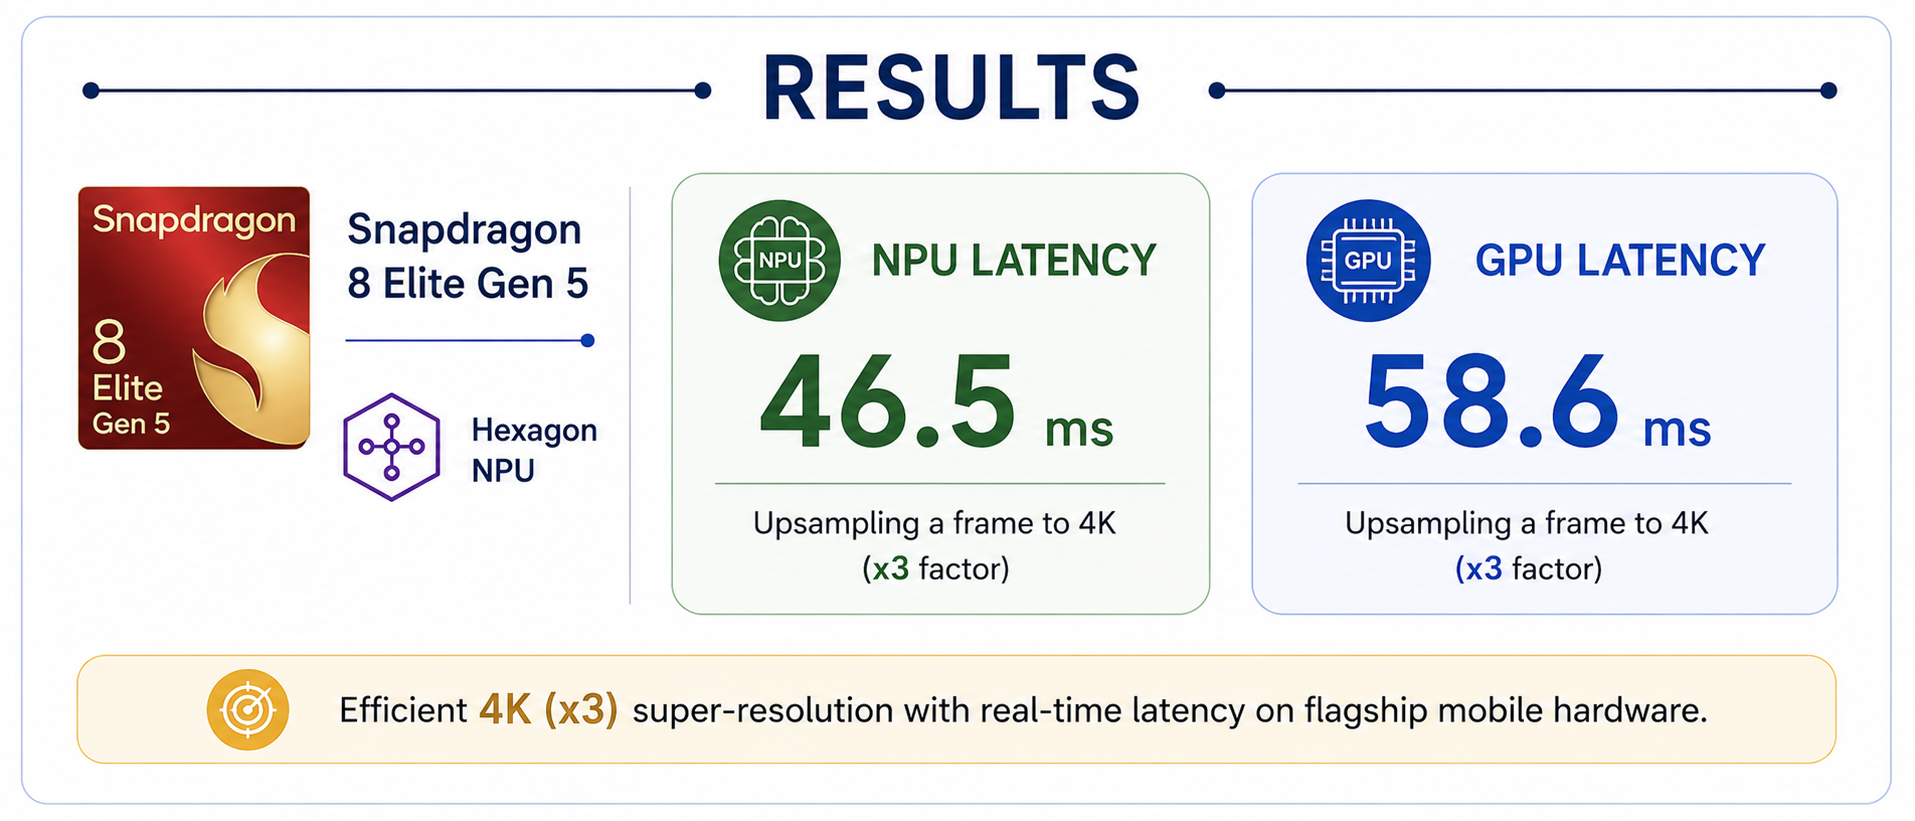 RESULTS
Snapdragon
8
Elite
Gen 5
Snapdragon
8 Elite Gen 5
Hexagon
NPU
NPU
NPU LATENCY
46.5 ms
Upsampling a frame to 4K
(x3 factor)
GPU
GPU LATENCY
58.6 ms
Upsampling a frame to 4K
(x3 factor)
Efficient 4K (x3) super-resolution with real-time latency on flagship mobile hardware.